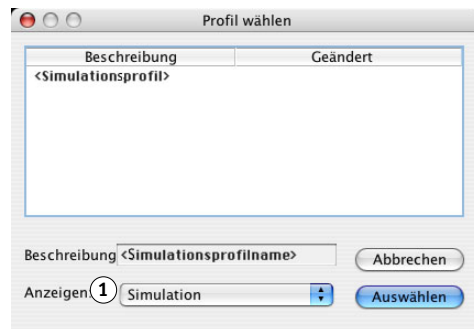 Profil wählen
Beschreibung Geändert
<Simulationsprofil>
Beschreibung <Simulationsprofilname> Abbrechen
Anzeigen: 1 Simulation Auswählen